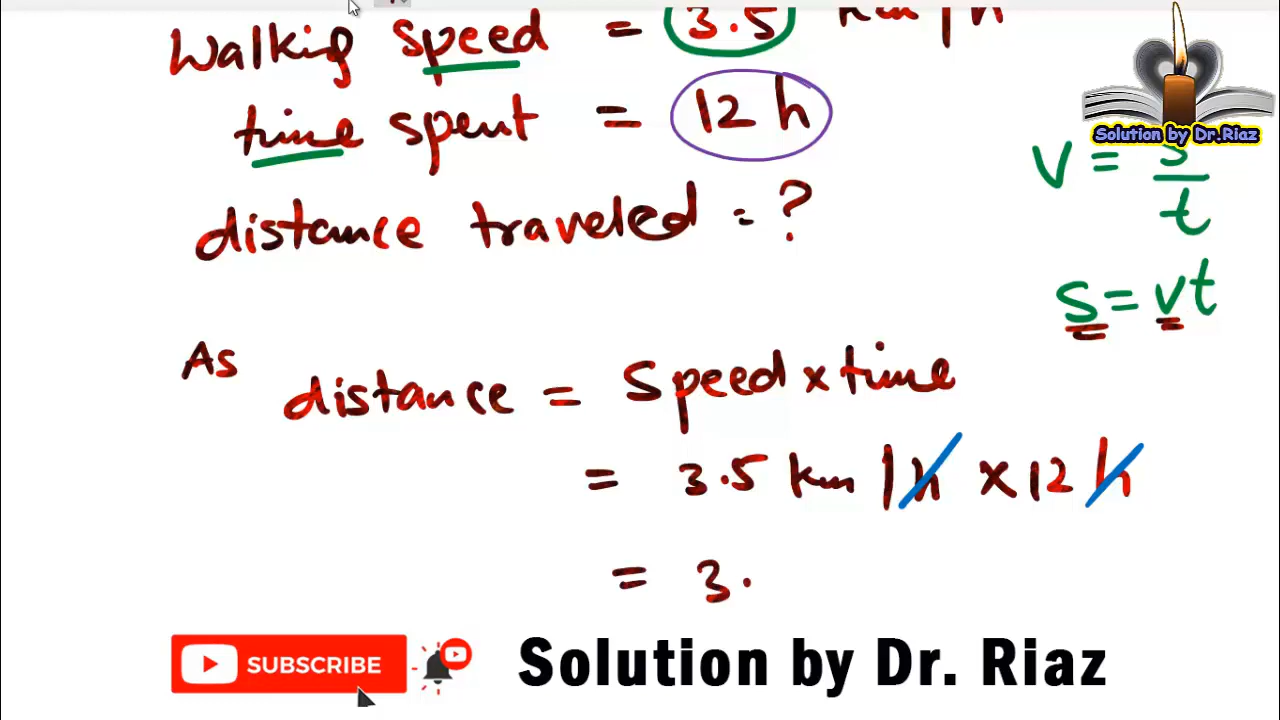 Walking speed = 3.5 km/h
time spent = 12 h
Solution by Dr.Riaz
v = s/t
distance traveled = ?
s = vt
As
distance = Speed x time
= 3.5 km/h x 12 h
= 3.
SUBSCRIBE
Solution by Dr. Riaz